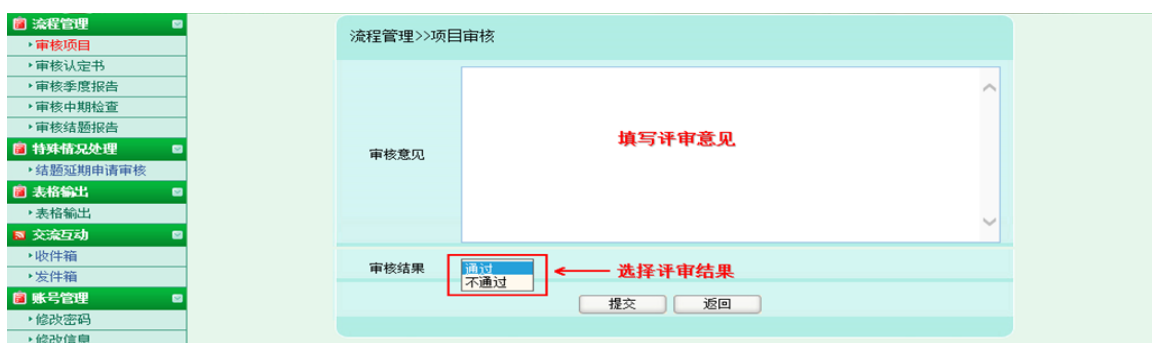 流程管理
审核项目
审核认定书
审核季度报告
审核中期检查
审核结题报告
特殊情况处理
结题延期申请审核
表格输出
表格输出
交流互动
收件箱
发件箱
账号管理
修改密码
修改信息
流程管理>>项目审核
审核意见
填写评审意见
审核结果
通过
不通过
选择评审结果
提交
返回